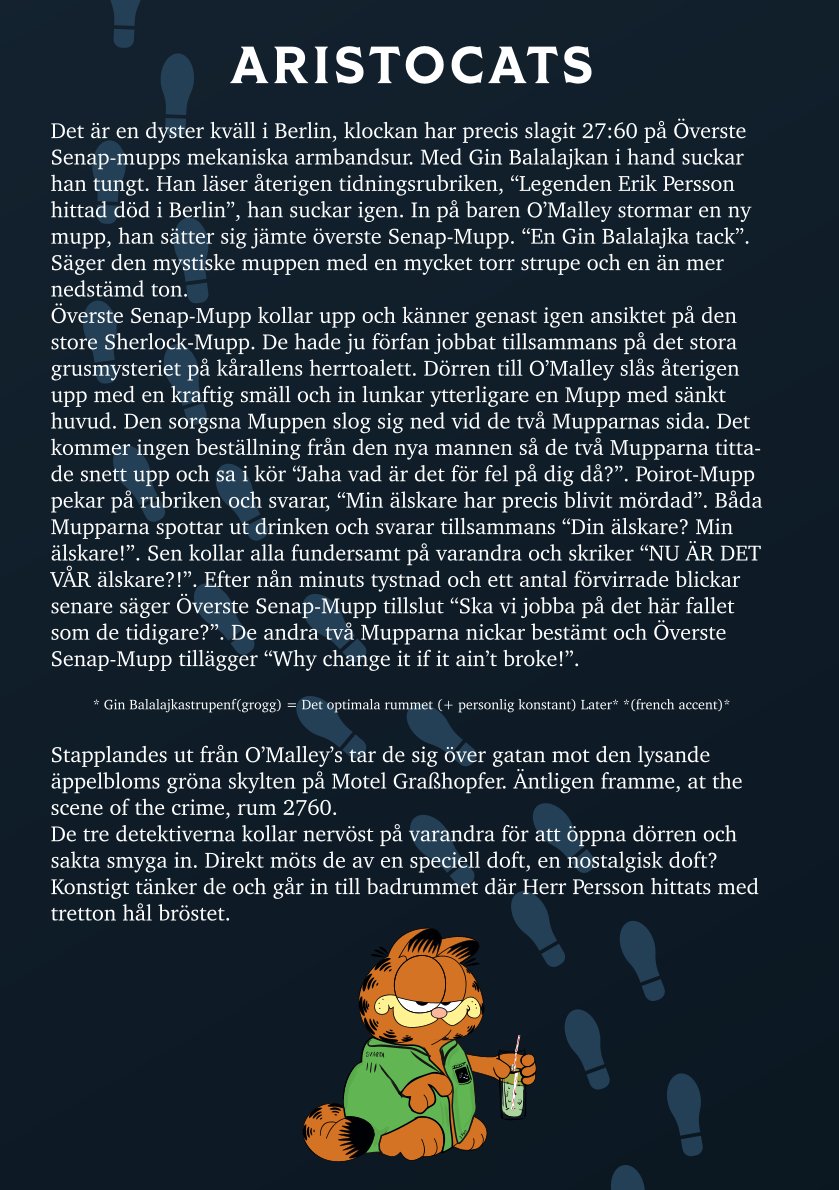 ARISTOCATS
Det är en dyster kväll i Berlin, klockan har precis slagit 27:60 på Överste
Senap-mupps mekaniska armbandsur. Med Gin Balalajkan i hand suckar
han tungt. Han läser återigen tidningsrubriken, “Legenden Erik Persson
hittad död i Berlin”, han suckar igen. In på baren O’Malley stormar en ny
mupp, han sätter sig jämte överste Senap-Mupp. “En Gin Balalajka tack”.
Säger den mystiske muppen med en mycket torr strupe och en än mer
nedstämd ton.
Överste Senap-Mupp kollar upp och känner genast igen ansiktet på den
store Sherlock-Mupp. De hade ju förfan jobbat tillsammans på det stora
grusmysteriet på kårallens herrtoalett. Dörren till O’Malley slås återigen
upp med en kraftig smäll och in lunkar ytterligare en Mupp med sänkt
huvud. Den sorgsna Muppen slog sig ned vid de två Mupparnas sida. Det
kommer ingen beställning från den nya mannen så de två Mupparna titta-
de snett upp och sa i kör “Jaha vad är det för fel på dig då?”. Poirot-Mupp
pekar på rubriken och svarar, “Min älskare har precis blivit mördad”. Båda
Mupparna spottar ut drinken och svarar tillsammans “Din älskare? Min
älskare!”. Sen kollar alla fundersamt på varandra och skriker “NU ÄR DET
VÅR älskare?!”. Efter nån minuts tystnad och ett antal förvirrade blickar
senare säger Överste Senap-Mupp tillslut “Ska vi jobba på det här fallet
som de tidigare?”. De andra två Mupparna nickar bestämt och Överste
Senap-Mupp tillägger “Why change it if it ain’t broke!”.
* Gin Balalajkastrupenf(grogg) = Det optimala rummet (+ personlig konstant) Later* *(french accent)*
Stapplandes ut från O’Malley’s tar de sig över gatan mot den lysande
äppelbloms gröna skylten på Motel Graßhopfer. Äntligen framme, at the
scene of the crime, rum 2760.
De tre detektiverna kollar nervöst på varandra för att öppna dörren och
sakta smyga in. Direkt möts de av en speciell doft, en nostalgisk doft?
Konstigt tänker de och går in till badrummet där Herr Persson hittats med
tretton hål bröstet.